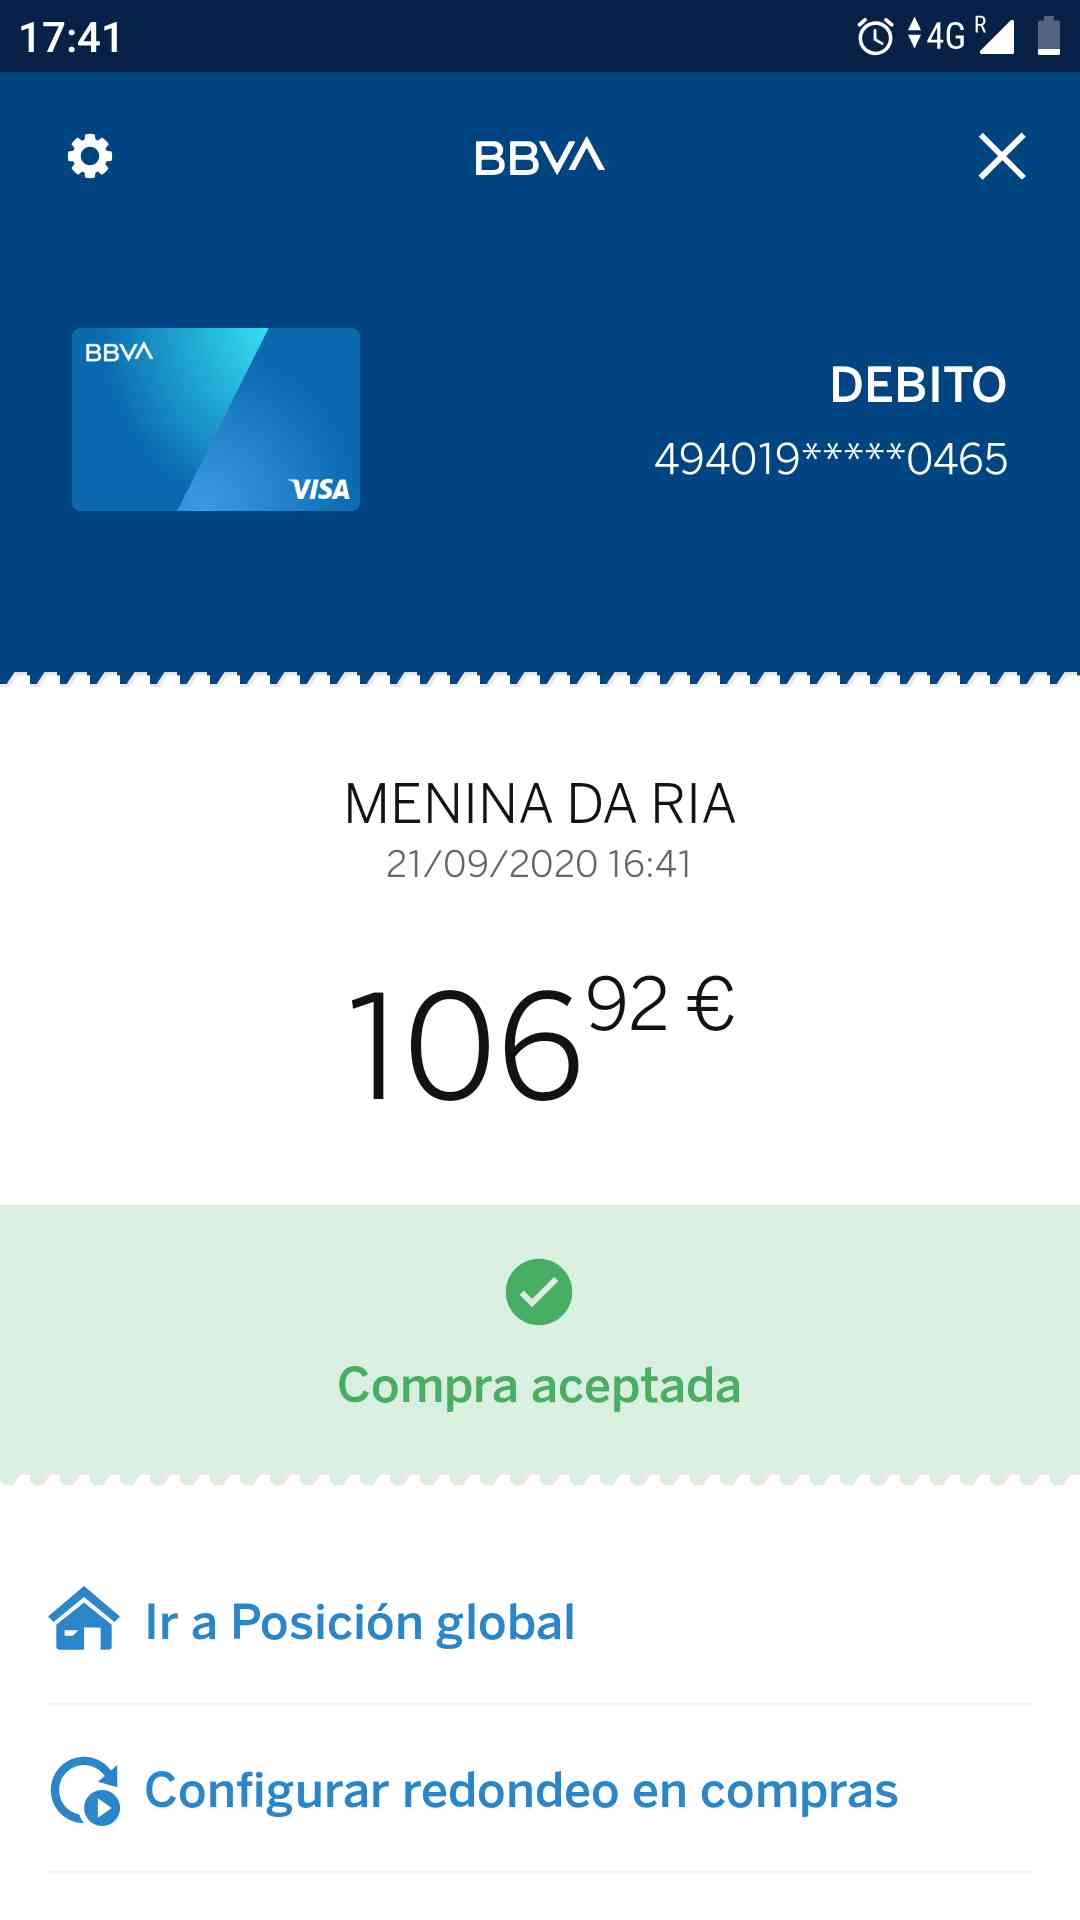 17:41
4G R
BBVA
BBVA
VISA
DEBITO
494019*****0465
MENINA DA RIA
21/09/2020 16:41
106 92 €
Compra aceptada
Ir a Posición global
Configurar redondeo en compras